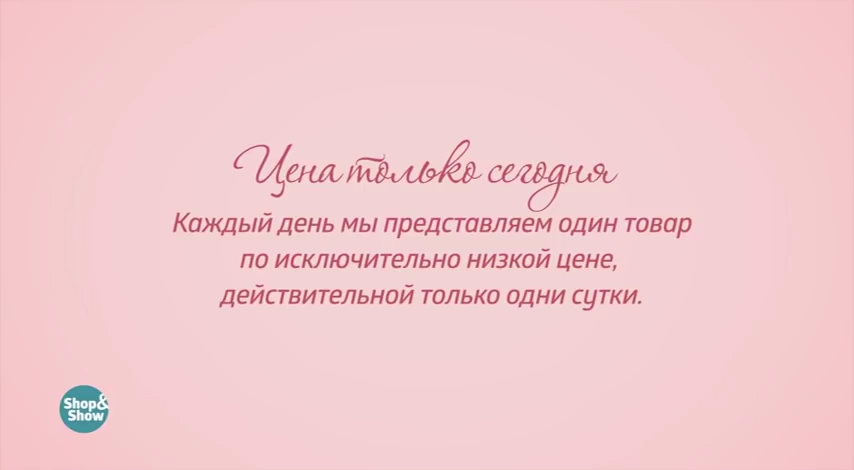 Цена только сегодня
Каждый день мы представляем один товар
по исключительно низкой цене,
действительной только одни сутки.
Shop&
Show